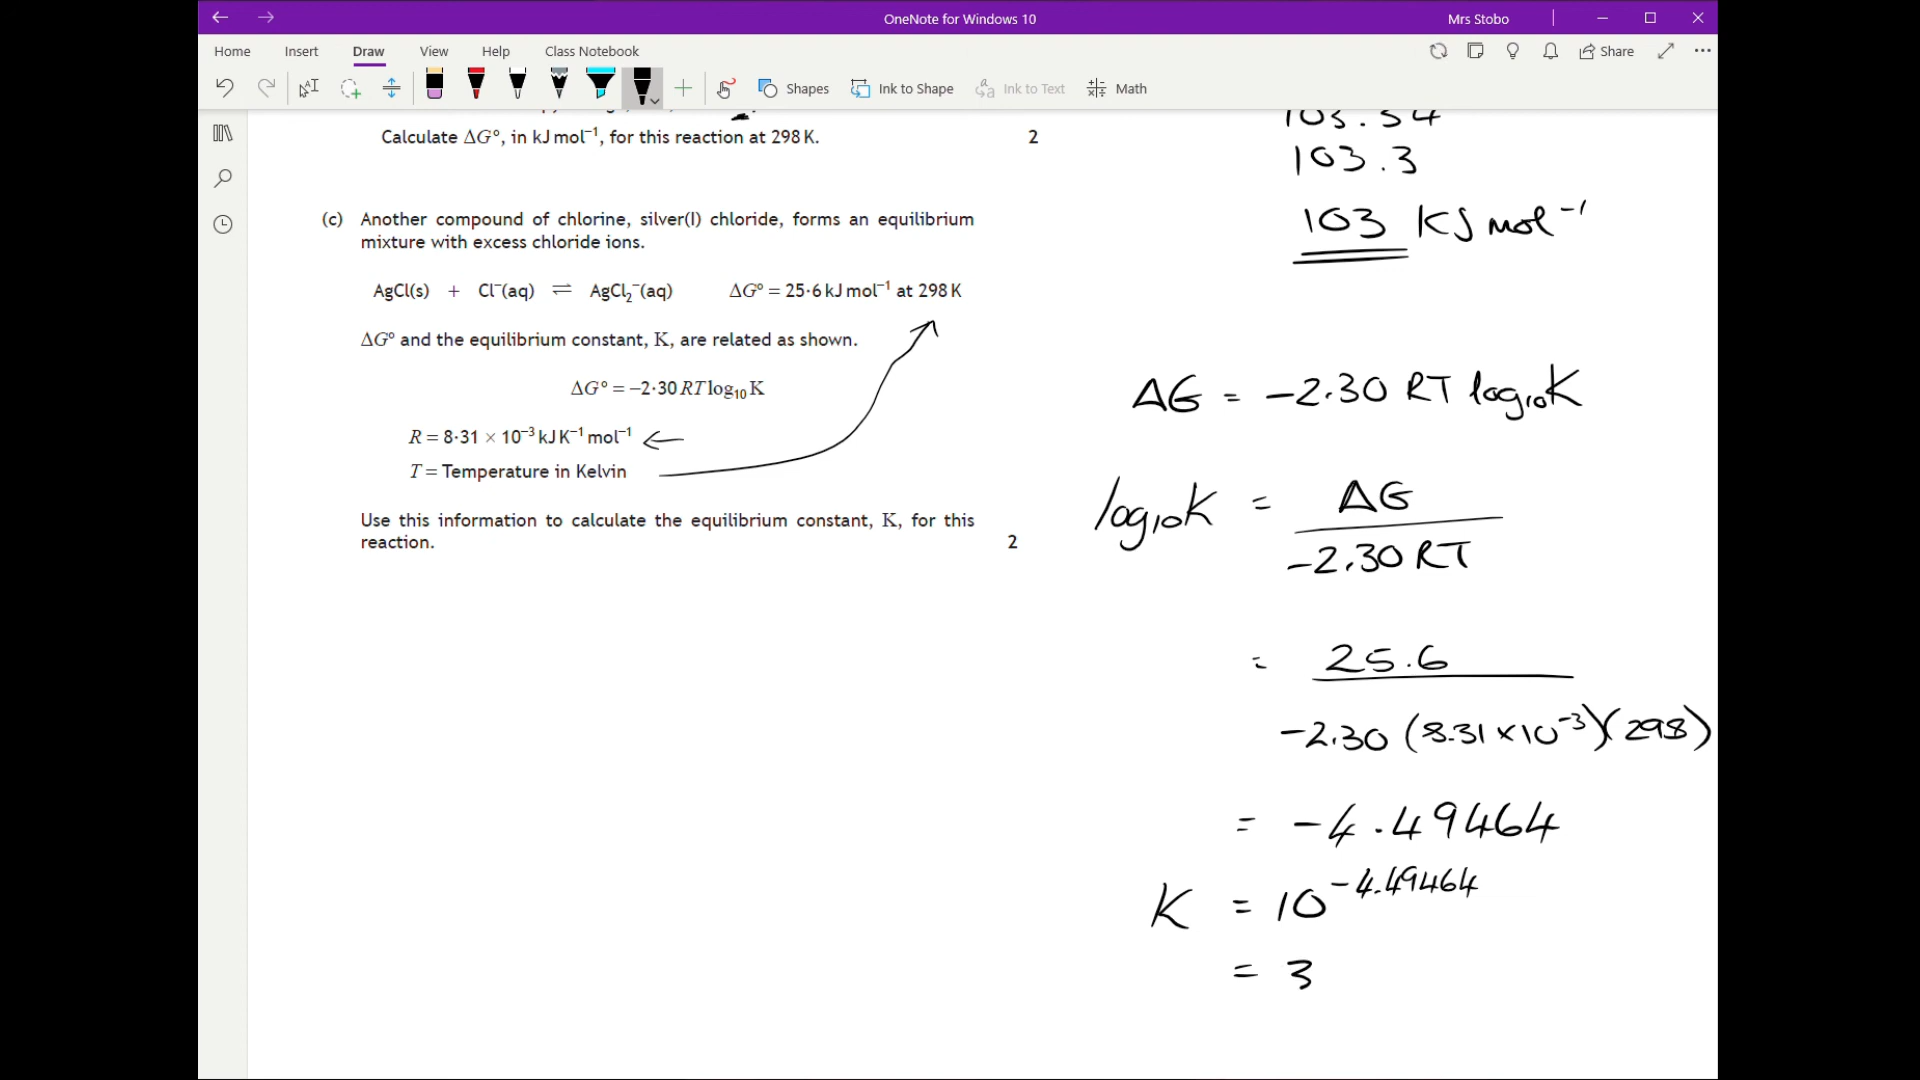 OneNote for Windows 10
Mrs Stobo
Home Insert Draw View Help Class Notebook
Share
Shapes Ink to Shape Ink to Text Math
Calculate ΔG°, in kJ mol⁻¹, for this reaction at 298 K. 2
(c) Another compound of chlorine, silver(I) chloride, forms an equilibrium
mixture with excess chloride ions.
AgCl(s) + Cl⁻(aq) ⇌ AgCl₂⁻(aq) ΔG° = 25·6 kJ mol⁻¹ at 298 K
ΔG° and the equilibrium constant, K, are related as shown.
ΔG° = −2·30 RT log₁₀ K
R = 8·31 × 10⁻³ kJ K⁻¹ mol⁻¹
T = Temperature in Kelvin
Use this information to calculate the equilibrium constant, K, for this
reaction. 2
103.34
103.3
103 KJ mol⁻¹
ΔG = −2.30 RT log₁₀K
log₁₀K = ΔG
−2.30 RT
= 25.6
−2.30 (8.31×10⁻³)(298)
= −4.49464
K = 10⁻⁴·⁴⁹⁴⁶⁴
= 3